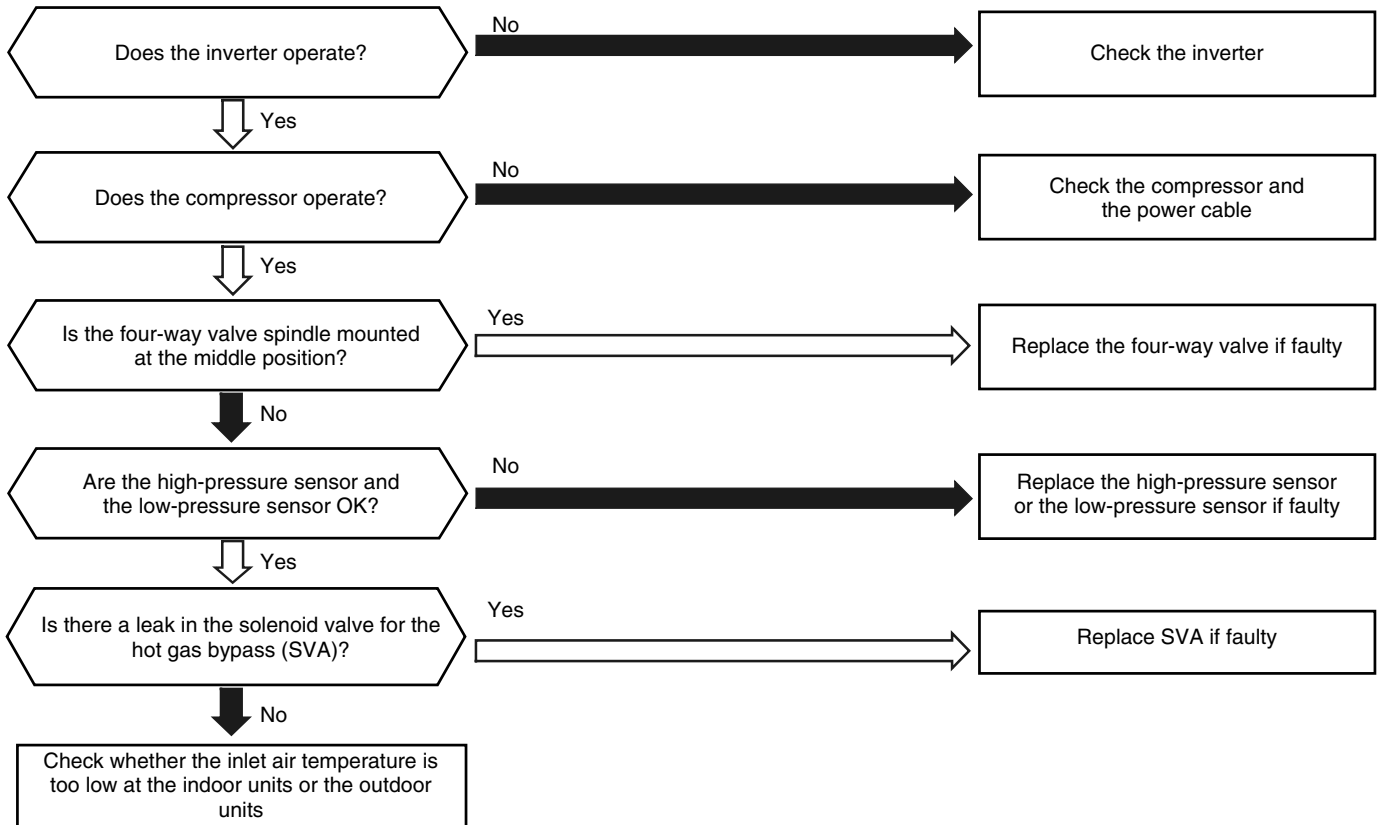 Does the inverter operate?
No
Check the inverter
Yes
Does the compressor operate?
No
Check the compressor and
the power cable
Yes
Is the four-way valve spindle mounted
at the middle position?
Yes
Replace the four-way valve if faulty
No
Are the high-pressure sensor and
the low-pressure sensor OK?
No
Replace the high-pressure sensor
or the low-pressure sensor if faulty
Yes
Is there a leak in the solenoid valve for the
hot gas bypass (SVA)?
Yes
Replace SVA if faulty
No
Check whether the inlet air temperature is
too low at the indoor units or the outdoor
units